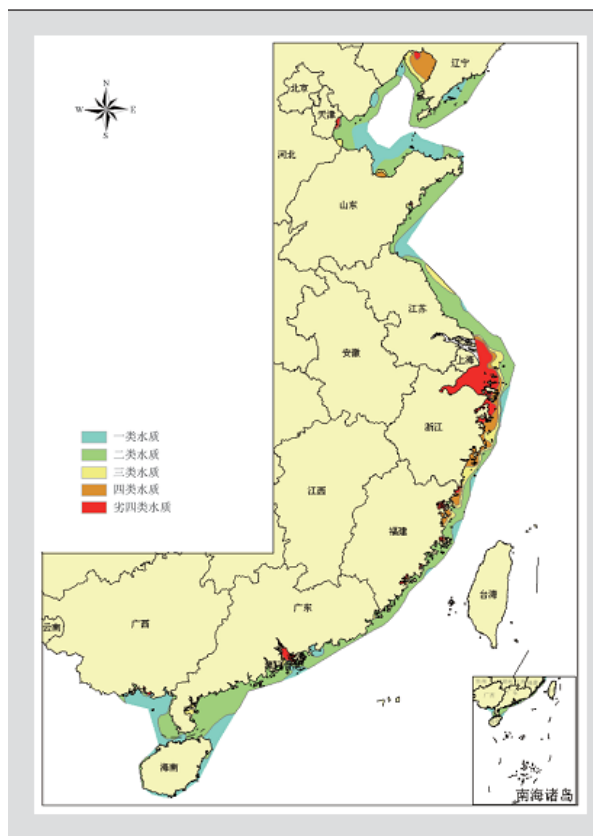 N
W E
S
辽宁
北京
天津
河北
山东
江苏
安徽
上海
浙江
一类水质
二类水质
三类水质
四类水质
劣四类水质
江西
福建
台湾
广东
广西
云南
海南
南海诸岛